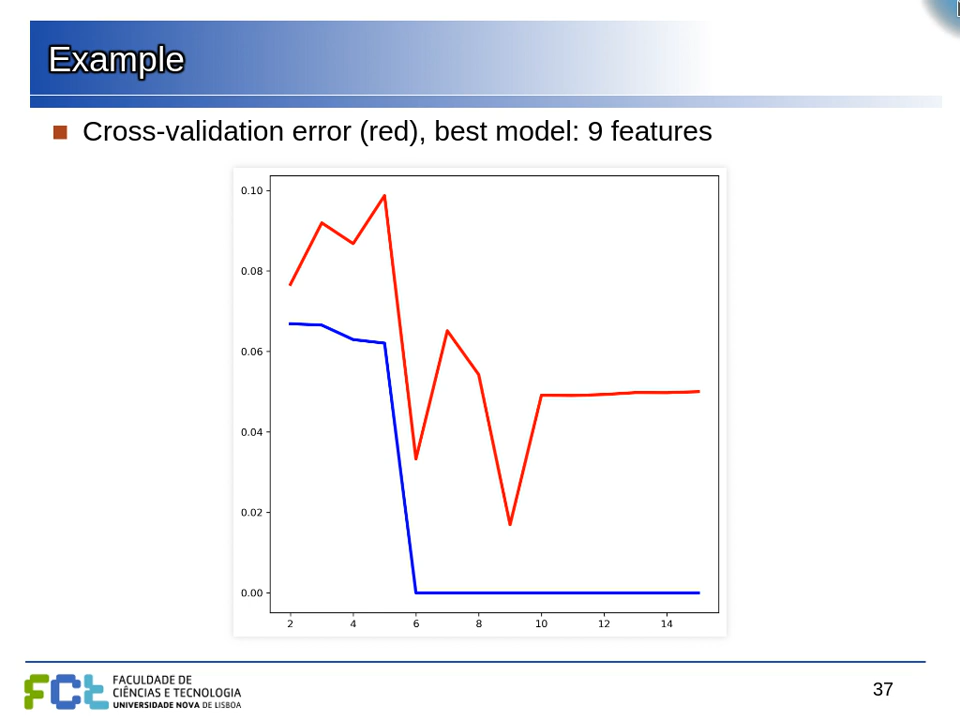 Example
Cross-validation error (red), best model: 9 features
0.10
0.08
0.06
0.04
0.02
0.00
2 4 6 8 10 12 14
FCt
FACULDADE DE
CIÊNCIAS E TECNOLOGIA
UNIVERSIDADE NOVA DE LISBOA
37